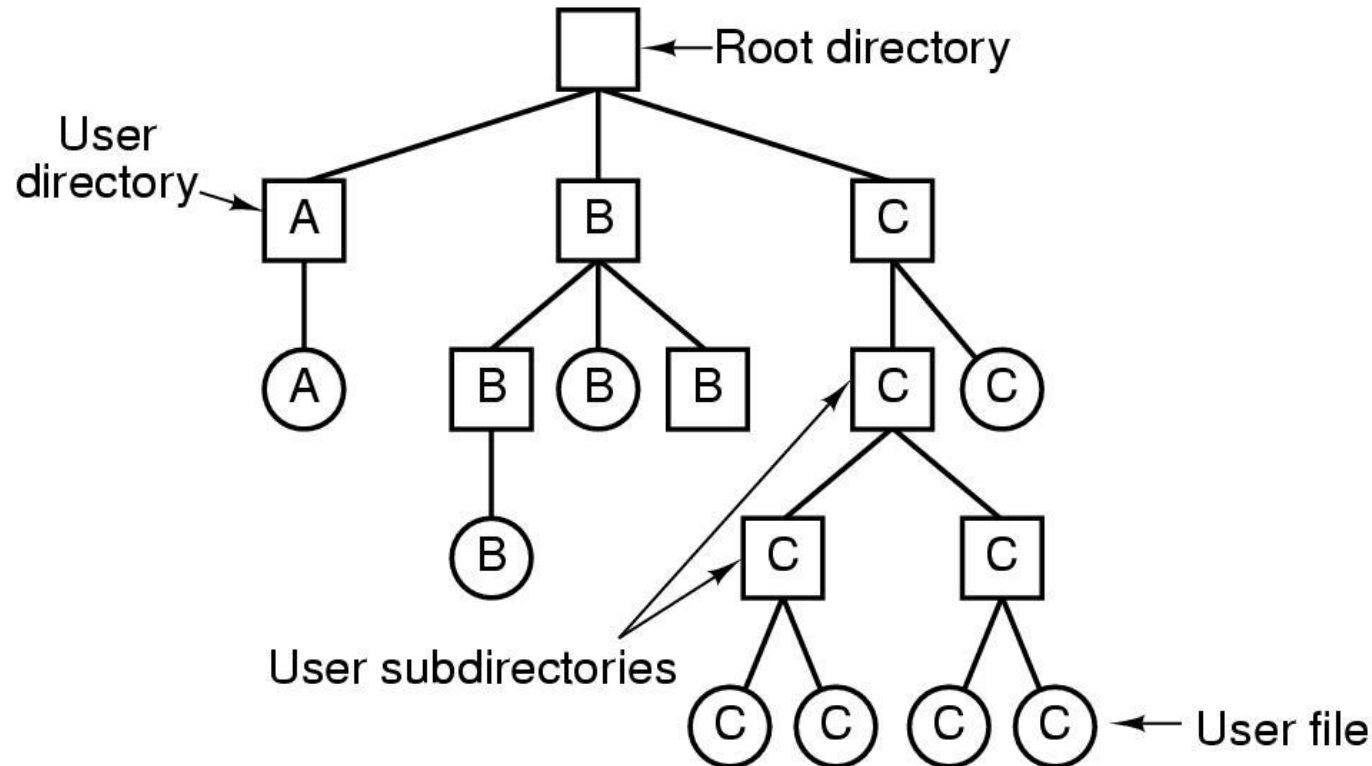 Root directory
User
directory
A
B
C
A
B
B
B
C
C
B
C
C
User subdirectories
C
C
C
C
User file